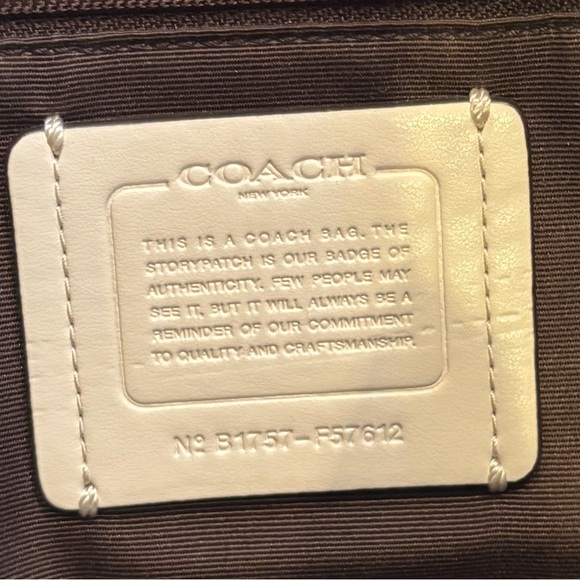 COACH
NEW YORK
THIS IS A COACH BAG. THE
STORYPATCH IS OUR BADGE OF
AUTHENTICITY. FEW PEOPLE MAY
SEE IT, BUT IT WILL ALWAYS BE A
REMINDER OF OUR COMMITMENT
TO QUALITY AND CRAFTSMANSHIP.
Nº B1757-F57612